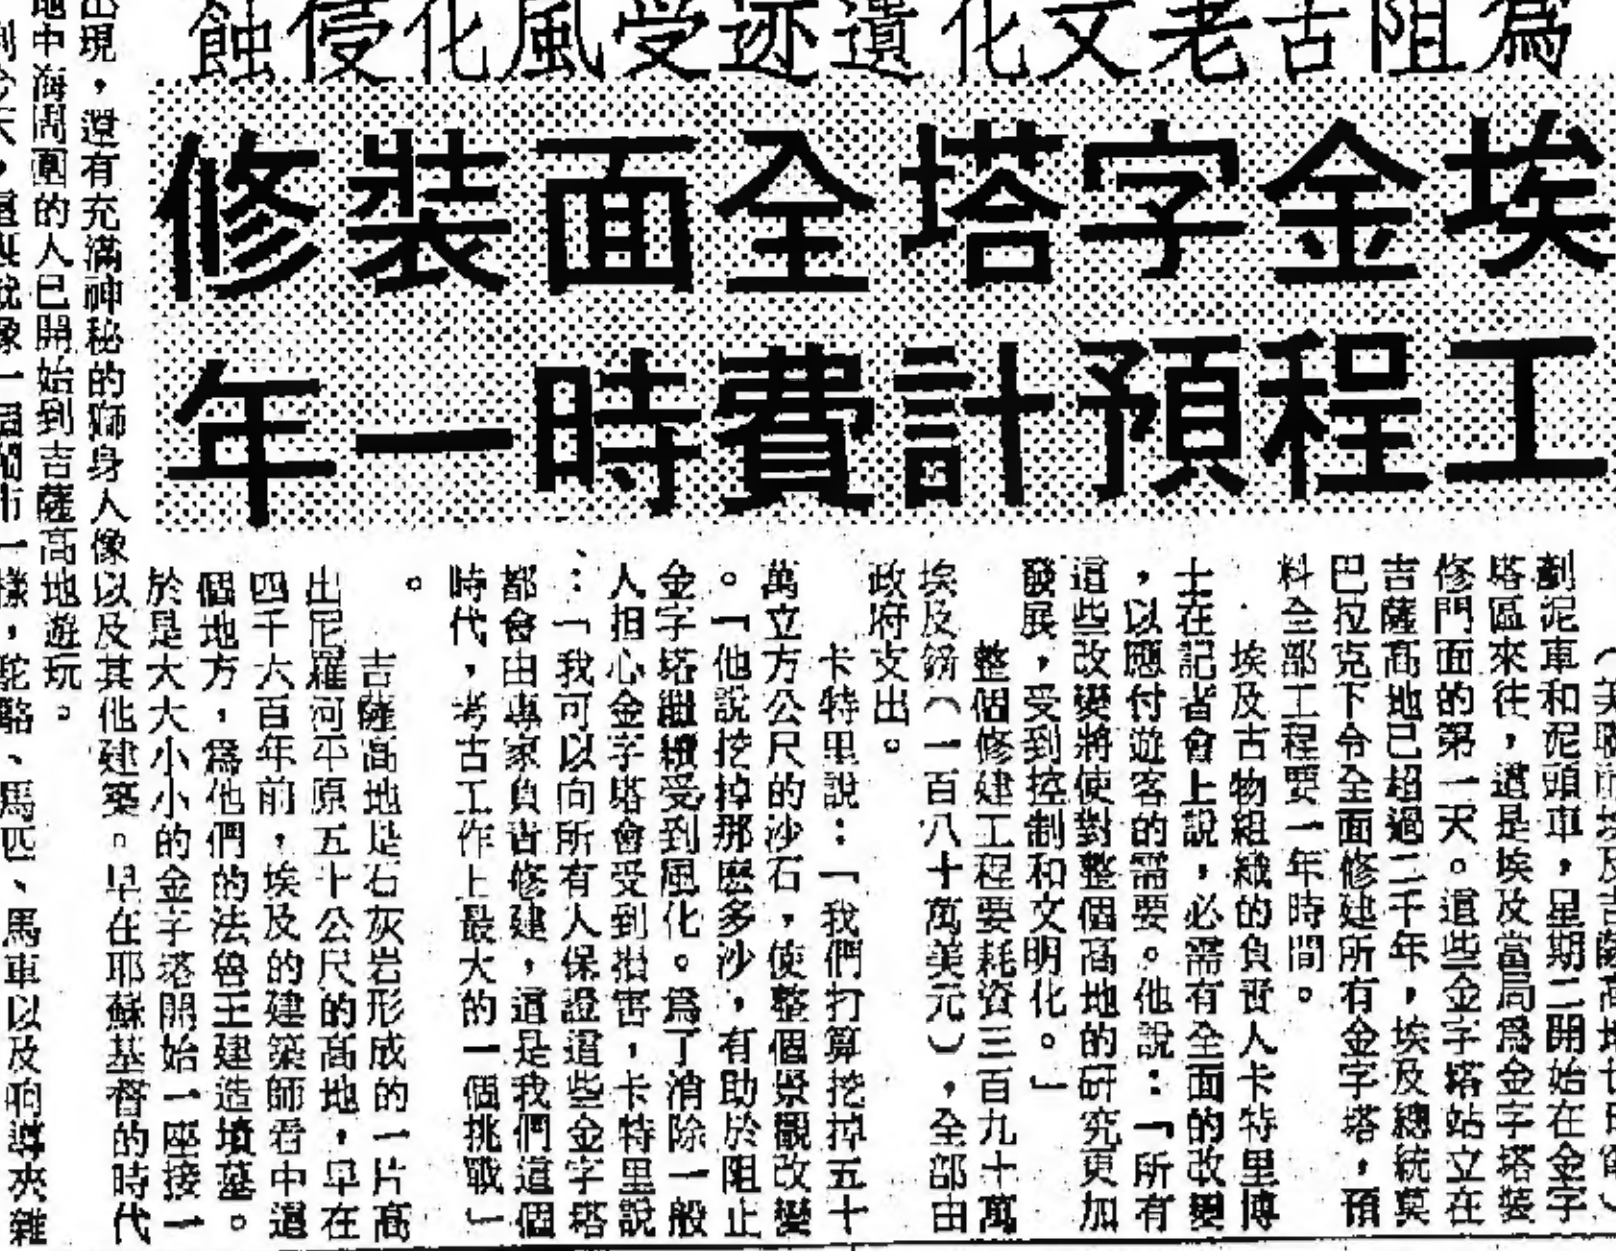 爲阻古老文化遺迹受風化侵蝕
埃金字塔全面裝修
工程預計費時一年
劃泥車和泥頭車，星期二開始在金字
塔區來往，這是埃及當局爲金字塔裝
修門面的第一天。這些金字塔站立在
吉薩高地已超過二千年，埃及總統莫
巴拉克下令全面修建所有金字塔，預
料全部工程要一年時間。
埃及古物組織的負責人卡特里博
士在記者會上說，必需有全面的改變
，以應付遊客的需要。他說：「所有
這些改變將使對整個高地的研究更加
發展，受到控制和文明化。」
整個修建工程要耗資三百九十萬
埃及鎊（一百八十萬美元），全部由
政府支出。
卡特里說：「我們打算挖掉五十
萬立方公尺的沙石，使整個景觀改變
。「他說挖掉那麽多沙，有助於阻止
金字塔繼續受到風化。爲了消除一般
人担心金字塔會受到損害，卡特里說
：「我可以向所有人保證這些金字塔
都會由專家負責修建，這是我們這個
時代，考古工作上最大的一個挑戰」
。
吉薩高地是石灰岩形成的一片高
出尼羅河平原五十公尺的高地，早在
四千六百年前，埃及的建築師看中這
個地方，爲他們的法魯王建造墳墓。
於是大大小小的金字塔開始一座接一
出現，還有充滿神秘的獅身人像以及其他建築。早在耶蘇基督的時代
地中海周圍的人已開始到吉薩高地遊玩。
到今天，這裏就像一個鬧市一樣，駝駱、馬匹、馬車以及响導夾雜